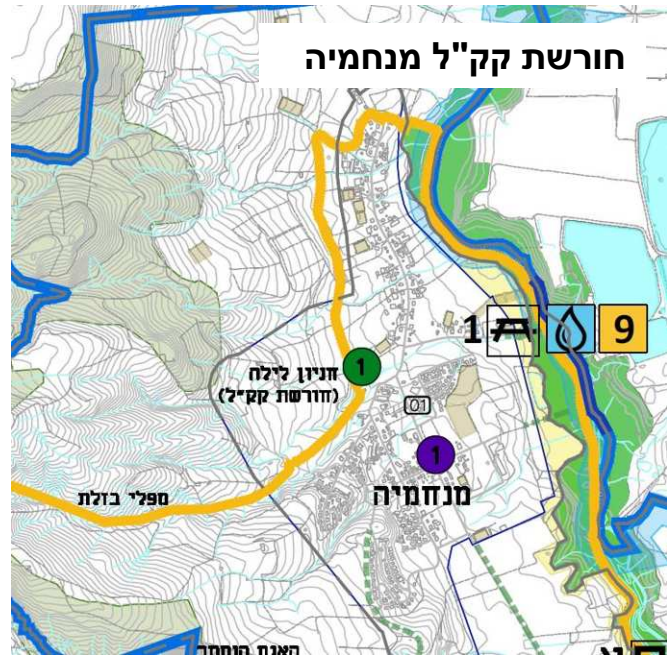 חורשת קק"ל מנחמיה
1
9
חניון לילה
1
(חורשת קק"ל)
01
1
מנחמיה
מפלי בזלת